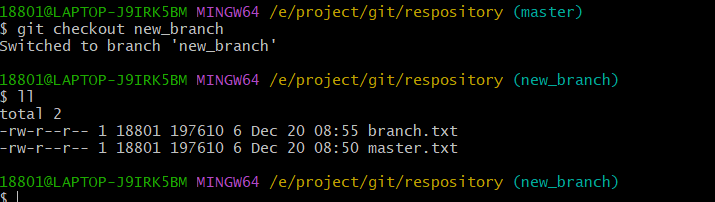 18801@LAPTOP-J9IRK5BM MINGW64 /e/project/git/respository (master)
$ git checkout new_branch
Switched to branch 'new_branch'
18801@LAPTOP-J9IRK5BM MINGW64 /e/project/git/respository (new_branch)
$ ll
total 2
-rw-r--r-- 1 18801 197610 6 Dec 20 08:55 branch.txt
-rw-r--r-- 1 18801 197610 6 Dec 20 08:50 master.txt
18801@LAPTOP-J9IRK5BM MINGW64 /e/project/git/respository (new_branch)
$